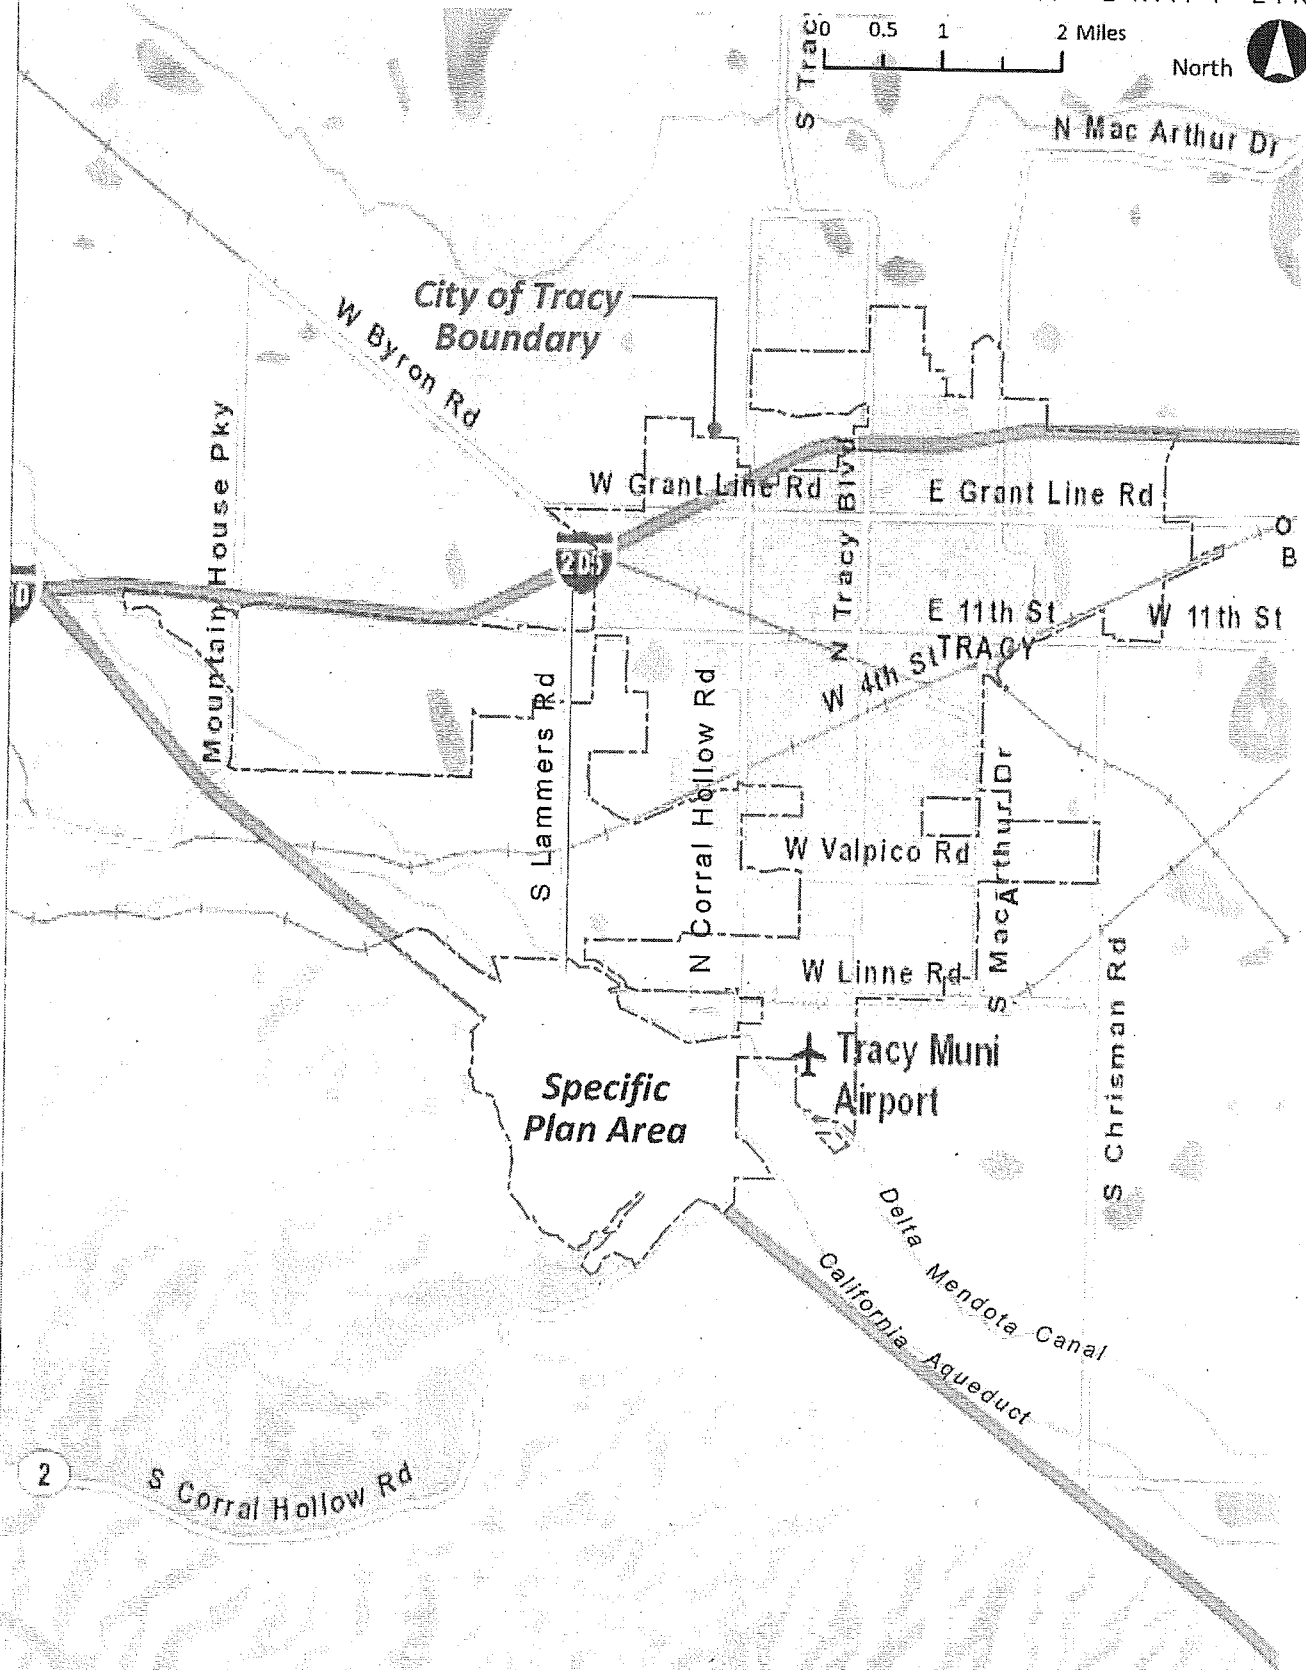 0 0.5 1 2 Miles
North
S Trac
N Mac Arthur Dr
City of Tracy
Boundary
W Byron Rd
Mountain House Pky
W Grant Line Rd
E Grant Line Rd
N Tracy Blvd
205
E 11th St
W 11th St
TRACY
W 4th St
S Lammers Rd
N Corral Hollow Rd
W Valpico Rd
S MacArthur Dr
W Linne Rd
S Chrisman Rd
Tracy Muni
Airport
Specific
Plan Area
Delta Mendota Canal
California Aqueduct
2
S Corral Hollow Rd